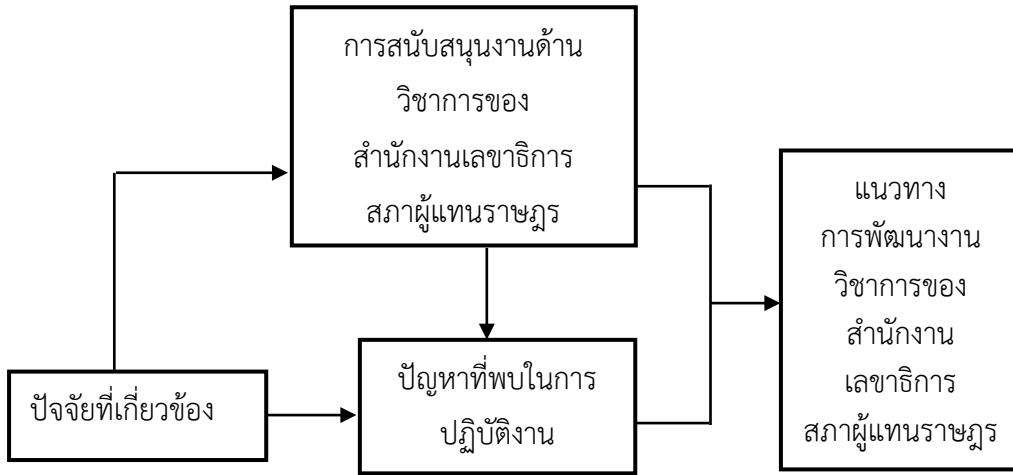 การสนับสนุนงานด้าน
วิชาการของ
สำนักงานเลขาธิการ
สภาผู้แทนราษฎร
ปัจจัยที่เกี่ยวข้อง
ปัญหาที่พบในการ
ปฏิบัติงาน
แนวทาง
การพัฒนางาน
วิชาการของ
สำนักงาน
เลขาธิการ
สภาผู้แทนราษฎร